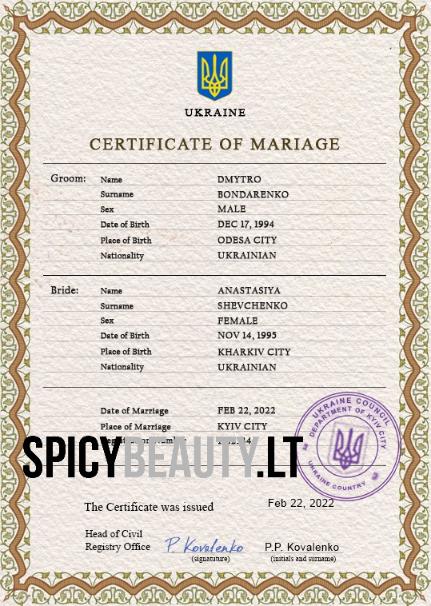 UKRAINE
CERTIFICATE OF MARIAGE
Groom: Name DMYTRO
Surname BONDARENKO
Sex MALE
Date of Birth DEC 17, 1994
Place of Birth ODESA CITY
Nationality UKRAINIAN
Bride: Name ANASTASIYA
Surname SHEVCHENKO
Sex FEMALE
Date of Birth NOV 14, 1995
Place of Birth KHARKIV CITY
Nationality UKRAINIAN
Date of Marriage FEB 22, 2022
Place of Marriage KYIV CITY
UKRAINE COUNCIL
DEPARTMENT OF KYIV CITY
UKRAINE COUNTRY
SPICYBEAUTY.LT
The Certificate was issued Feb 22, 2022
Head of Civil
Registry Office P. Kovalenko P.P. Kovalenko
(signature) (initials and surname)